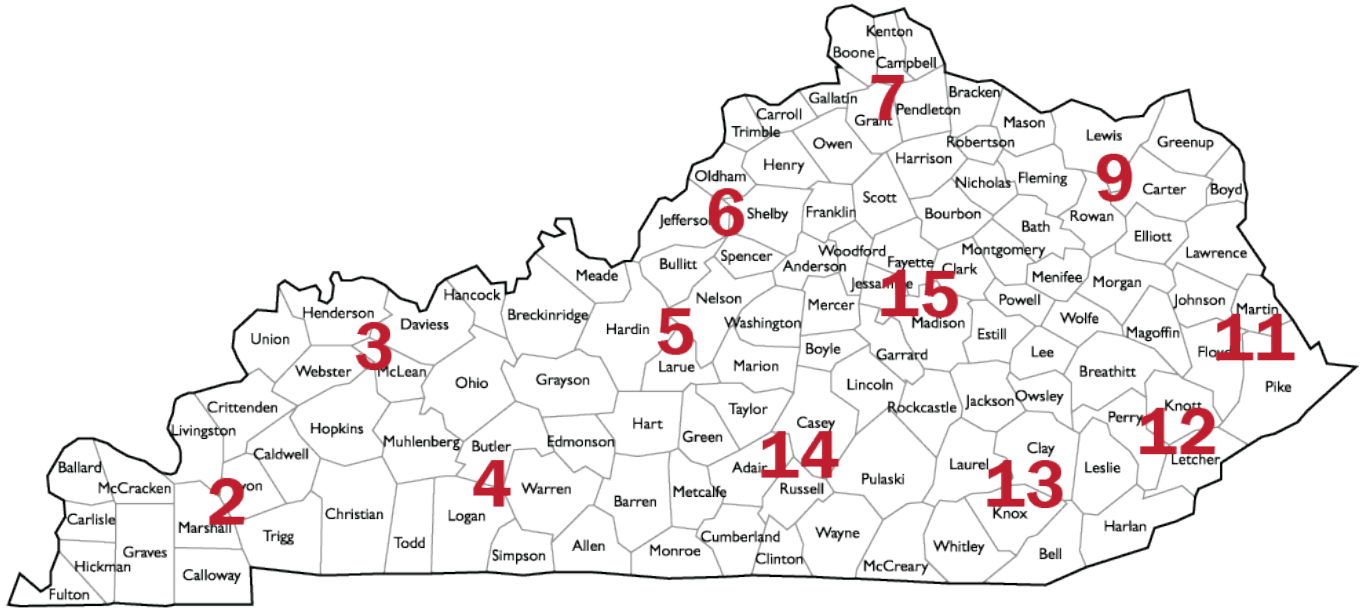 Kenton
Boone
Campbell
7
Gallatin
Bracken
Pendleton
Carroll
Grant
Mason
Trimble
Lewis
Owen
Robertson
Greenup
Henry
Harrison
Oldham
Nicholas
Fleming
9
Carter
Boyd
Scott
Jefferson
6
Shelby
Franklin
Bourbon
Rowan
Bath
Elliott
Woodford
Montgomery
Lawrence
Spencer
Bullitt
Anderson
Fayette
Clark
Meade
Menifee
Morgan
Jessamine
15
Hancock
Nelson
Mercer
Powell
Johnson
Martin
Henderson
Breckinridge
Daviess
Hardin
5
Washington
Madison
Wolfe
Union
3
Estill
Magoffin
Boyle
Garrard
Lee
Floyd
11
Webster
McLean
Larue
Marion
Ohio
Grayson
Lincoln
Breathitt
Pike
Jackson
Owsley
Crittenden
Taylor
Rockcastle
Knott
Livingston
Hopkins
Hart
Casey
Perry
12
Muhlenberg
Butler
Edmonson
Green
Clay
Caldwell
Letcher
Ballard
Adair
14
Laurel
Leslie
McCracken
2
Lyon
4
Warren
Metcalfe
Russell
Pulaski
13
Barren
Carlisle
Marshall
Christian
Logan
Knox
Harlan
Trigg
Todd
Cumberland
Wayne
Graves
Simpson
Allen
Monroe
Clinton
Whitley
Bell
Hickman
Calloway
McCreary
Fulton